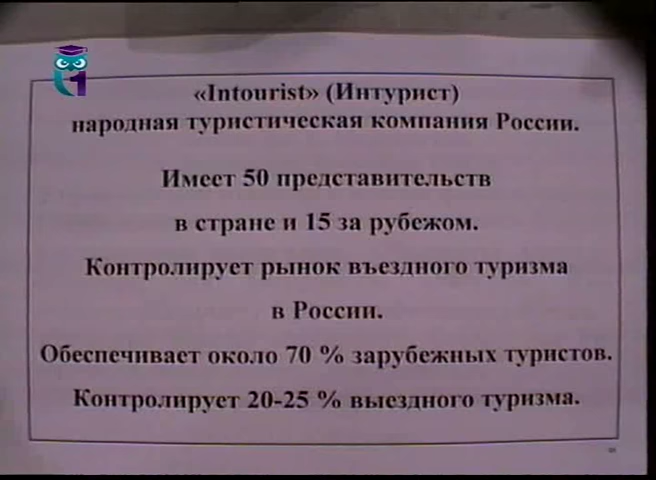 1
«Intourist» (Интурист)
народная туристическая компания России.
Имеет 50 представительств
в стране и 15 за рубежом.
Контролирует рынок въездного туризма
в России.
Обеспечивает около 70 % зарубежных туристов.
Контролирует 20-25 % выездного туризма.